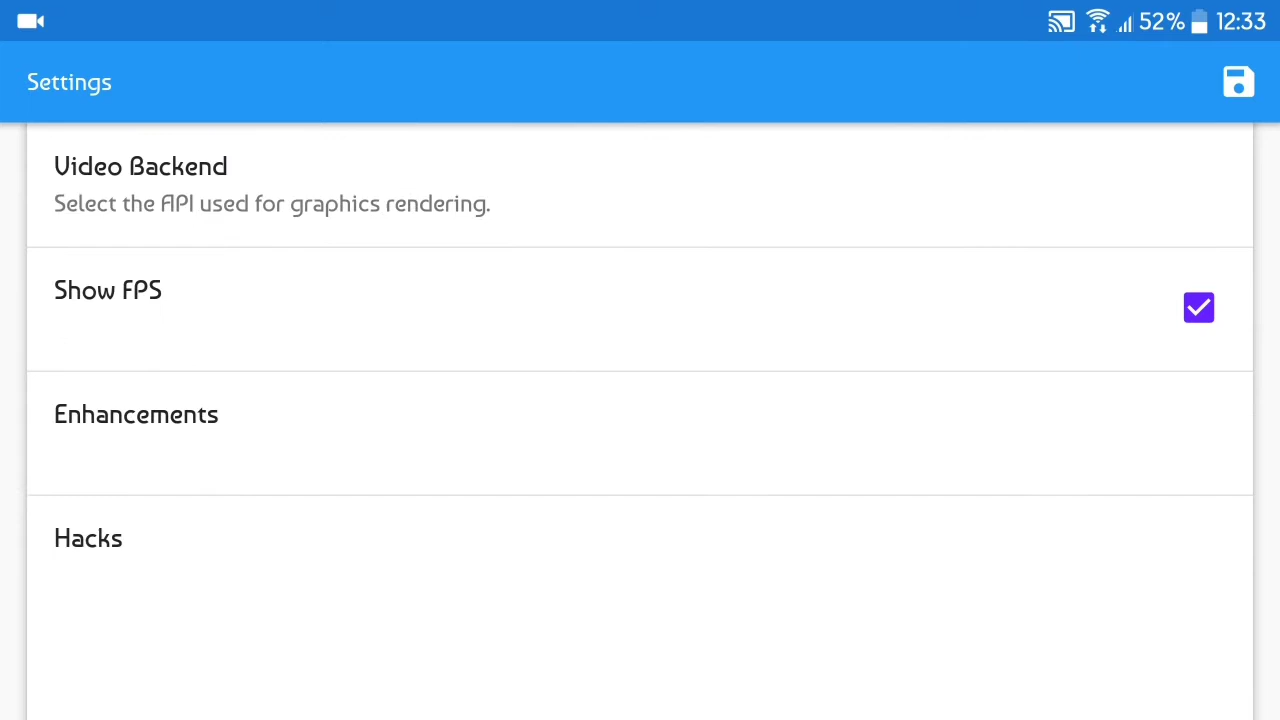 52% 12:33
Settings
Video Backend
Select the API used for graphics rendering.
Show FPS
Enhancements
Hacks